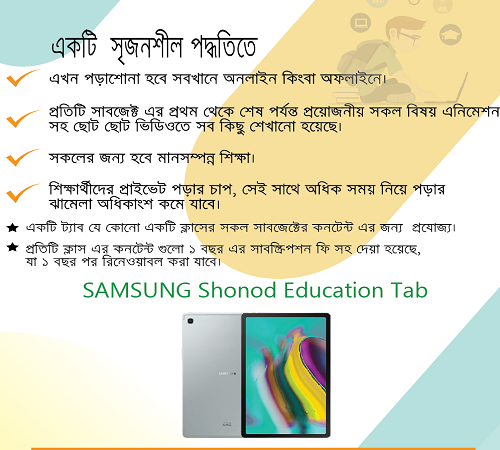 একটি সৃজনশীল পদ্ধতিতে
এখন পড়াশোনা হবে সবখানে অনলাইন কিংবা অফলাইনে।
প্রতিটি সাবজেক্ট এর প্রথম থেকে শেষ পর্যন্ত প্রয়োজনীয় সকল বিষয় এনিমেশন
সহ ছোট ছোট ভিডিওতে সব কিছু শেখানো হয়েছে।
সকলের জন্য হবে মানসম্পন্ন শিক্ষা।
শিক্ষার্থীদের প্রাইভেট পড়ার চাপ, সেই সাথে অধিক সময় নিয়ে পড়ার
ঝামেলা অধিকাংশ কমে যাবে।
একটি ট্যাব যে কোনো একটি ক্লাসের সকল সাবজেক্টের কনটেন্ট এর জন্য প্রযোজ্য।
প্রতিটি ক্লাস এর কনটেন্ট গুলো ১ বছর এর সাবস্ক্রিপশন ফি সহ দেয়া হয়েছে,
যা ১ বছর পর রিনেওয়াবল করা যাবে।
SAMSUNG Shonod Education Tab
SAMSUNG